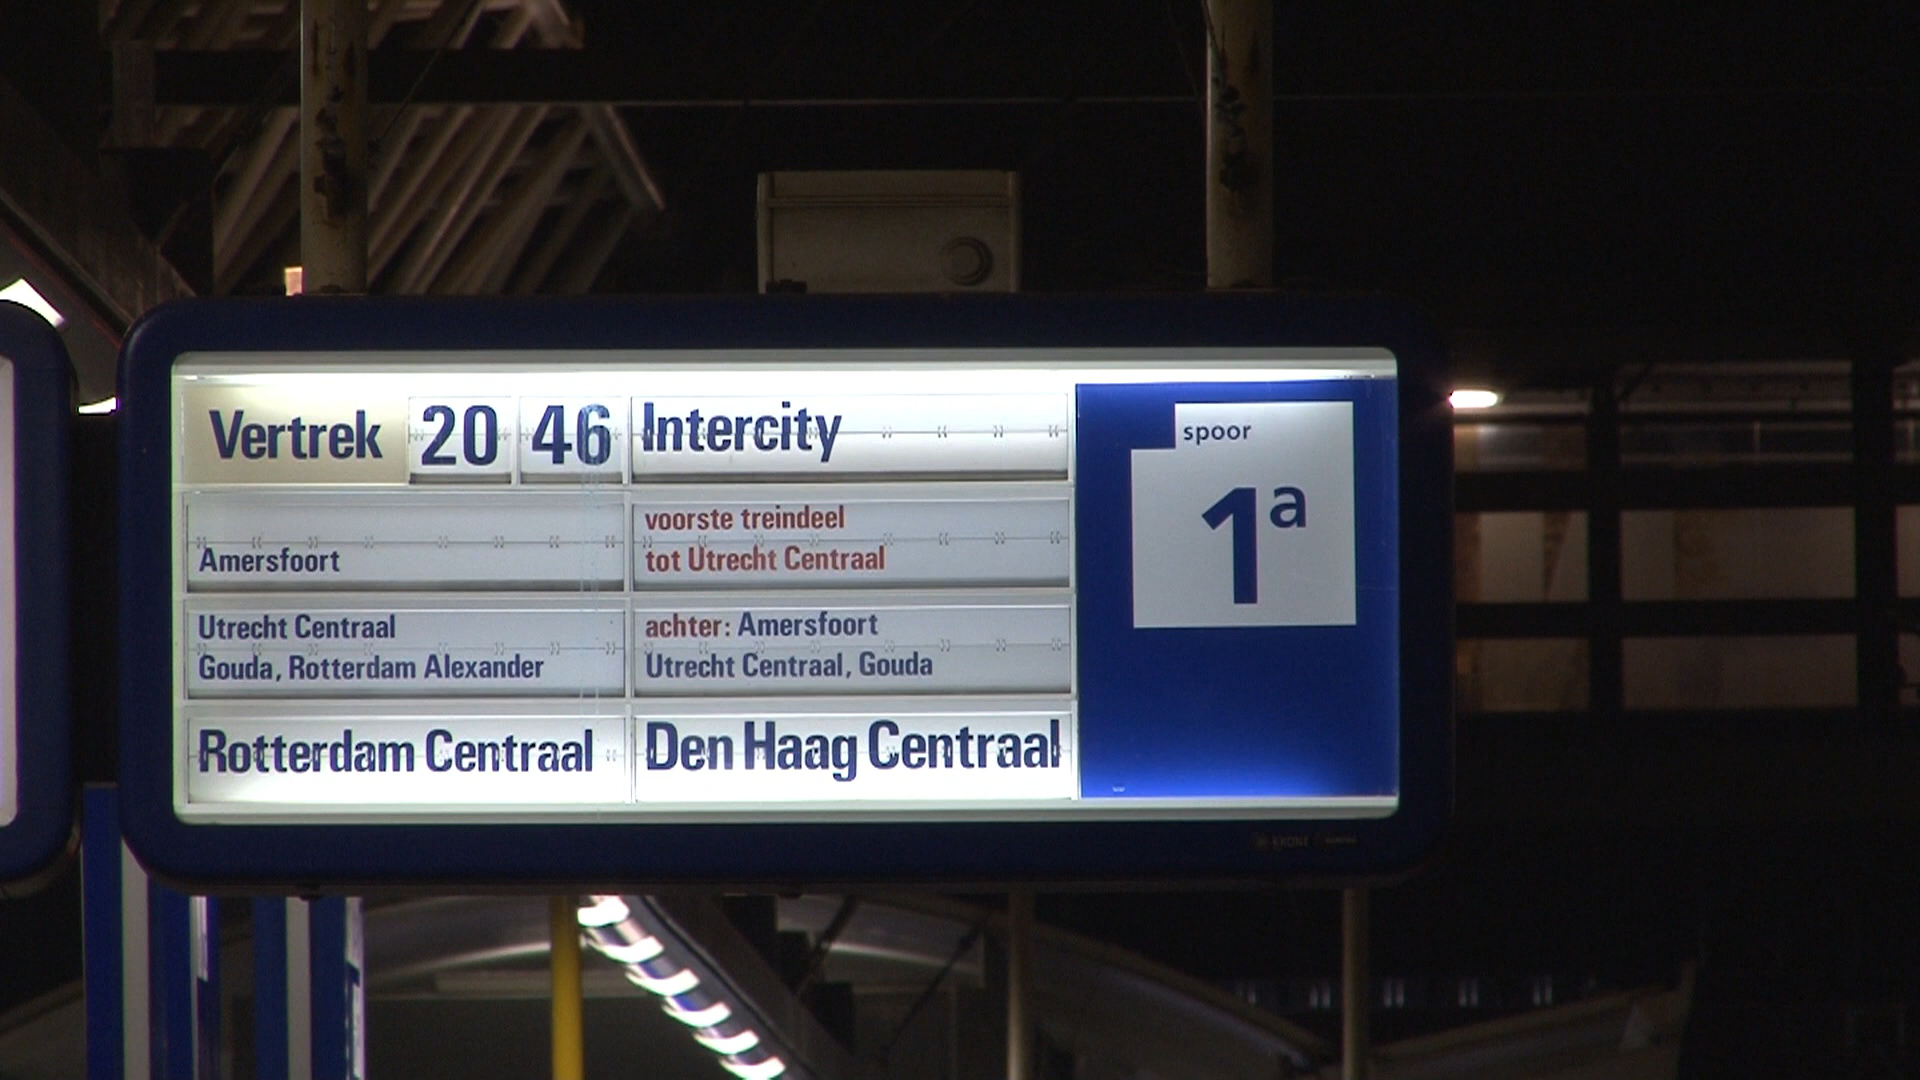 Vertrek 20 46 Intercity
spoor
1a
Amersfoort
voorste treindeel
tot Utrecht Centraal
Utrecht Centraal
Gouda, Rotterdam Alexander
achter: Amersfoort
Utrecht Centraal, Gouda
Rotterdam Centraal
Den Haag Centraal
KRONE